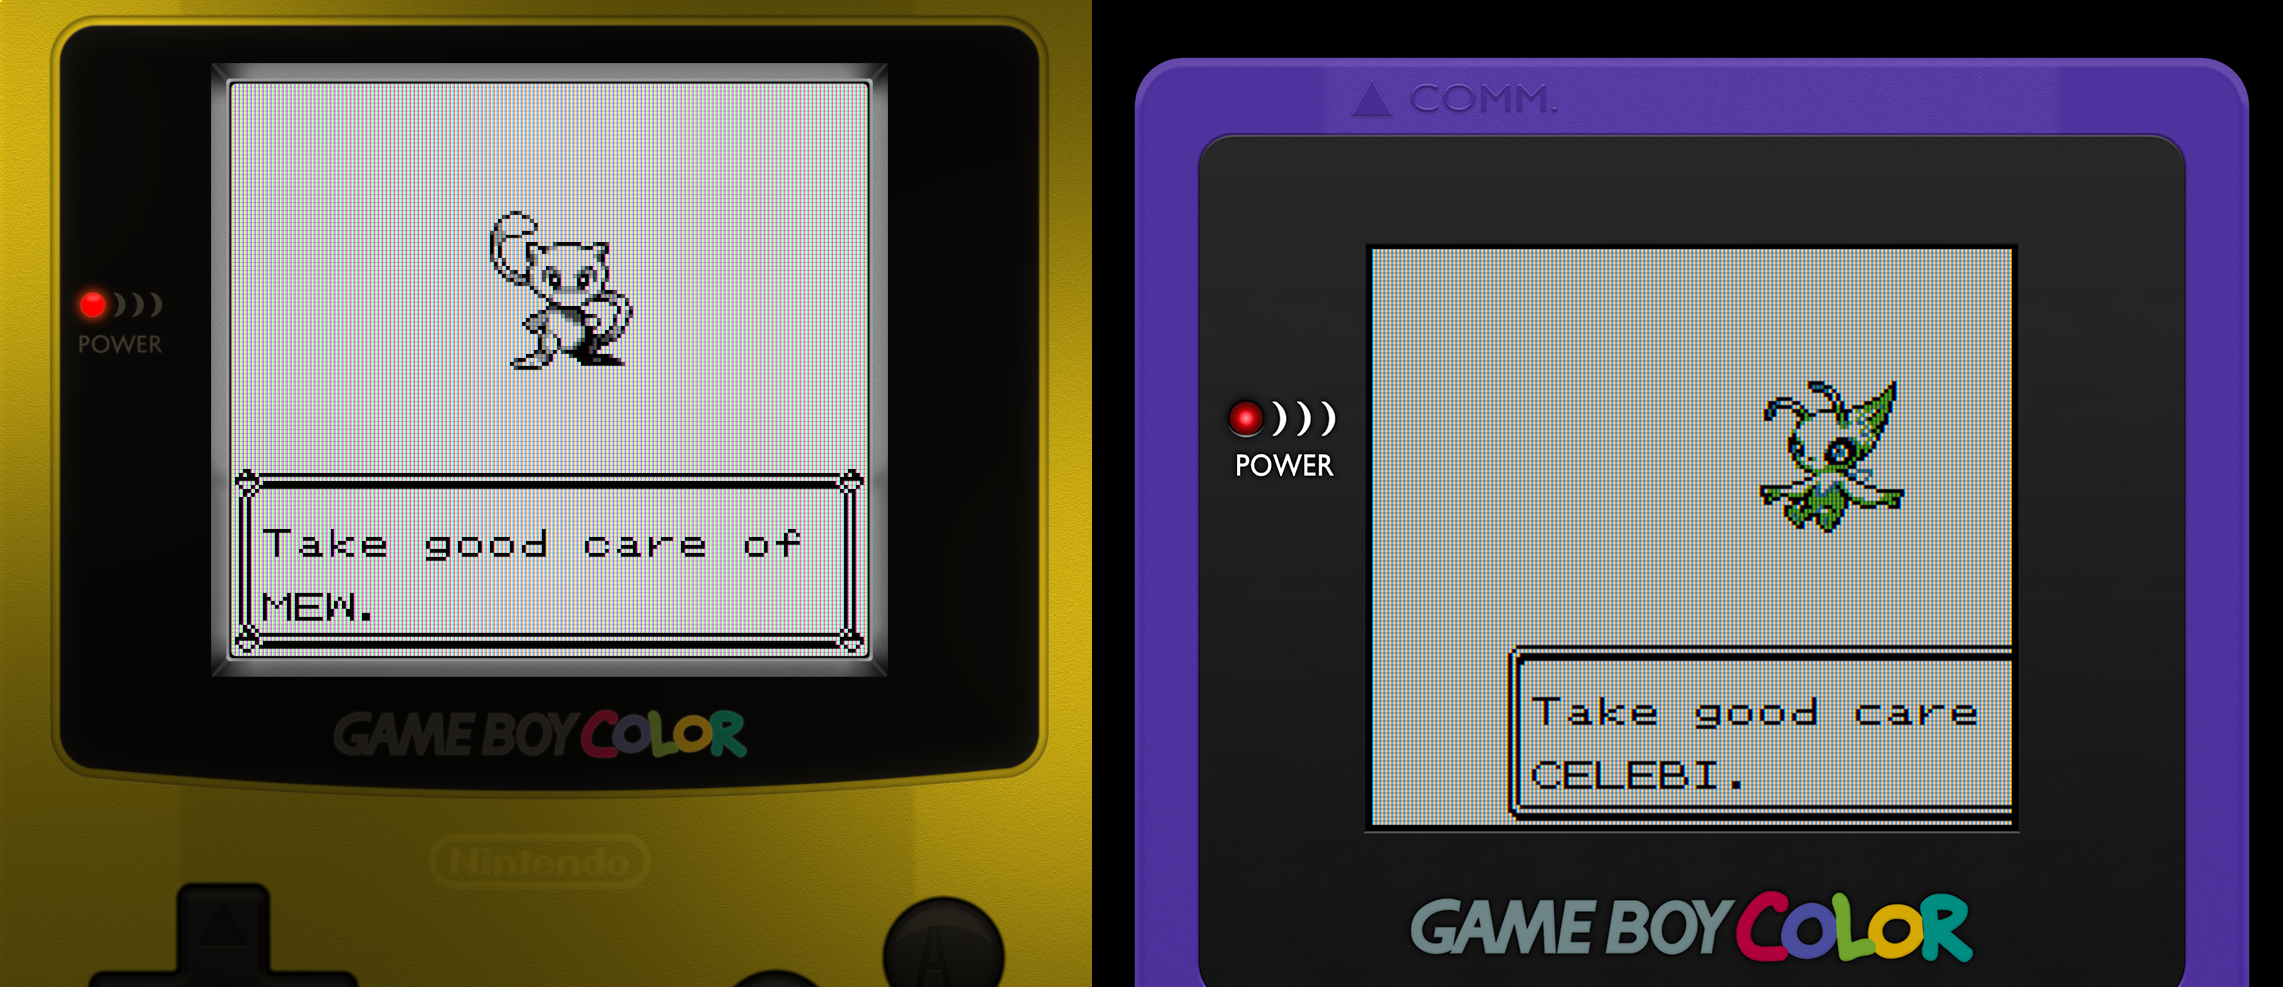 POWER
Take good care of
MEW.
GAME BOY COLOR
Nintendo
A
COMM.
POWER
Take good care
CELEBI.
GAME BOY COLOR